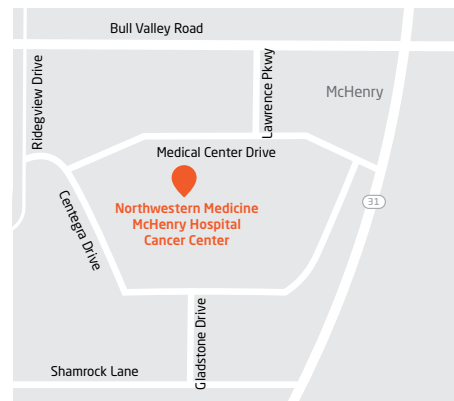 Bull Valley Road
Ridegview Drive
Lawrence Pkwy
McHenry
Medical Center Drive
31
Northwestern Medicine
McHenry Hospital
Cancer Center
Centegra Drive
Gladstone Drive
Shamrock Lane